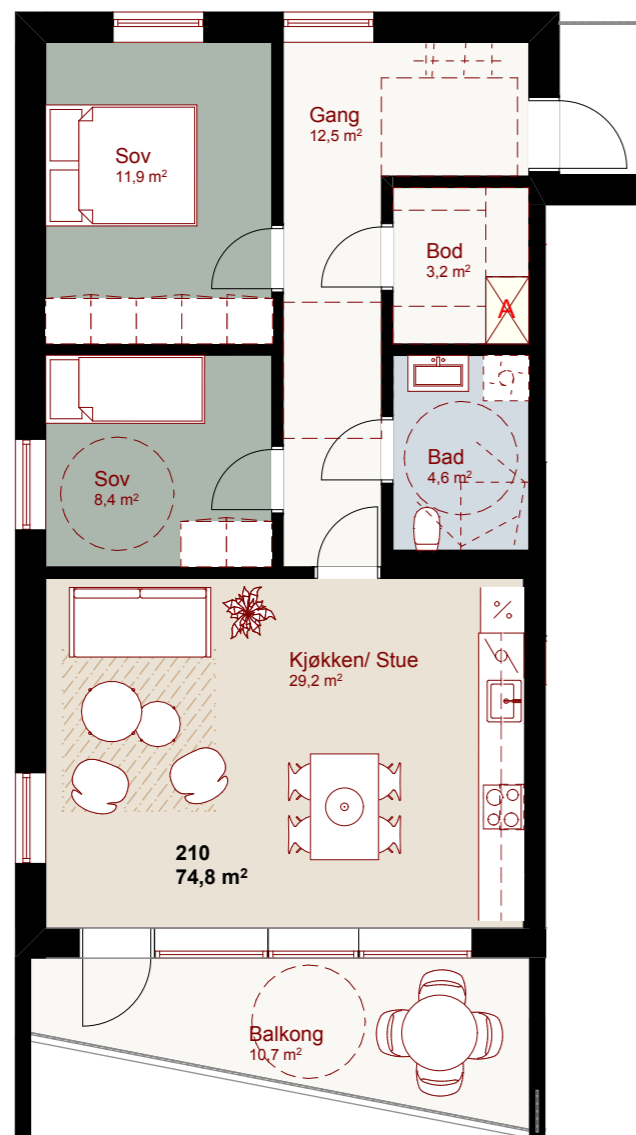 Gang
12,5 m²
Sov
11,9 m²
Bod
3,2 m²
A
Sov
8,4 m²
Bad
4,6 m²
%
Kjøkken/ Stue
29,2 m²
210
74,8 m²
Balkong
10,7 m²